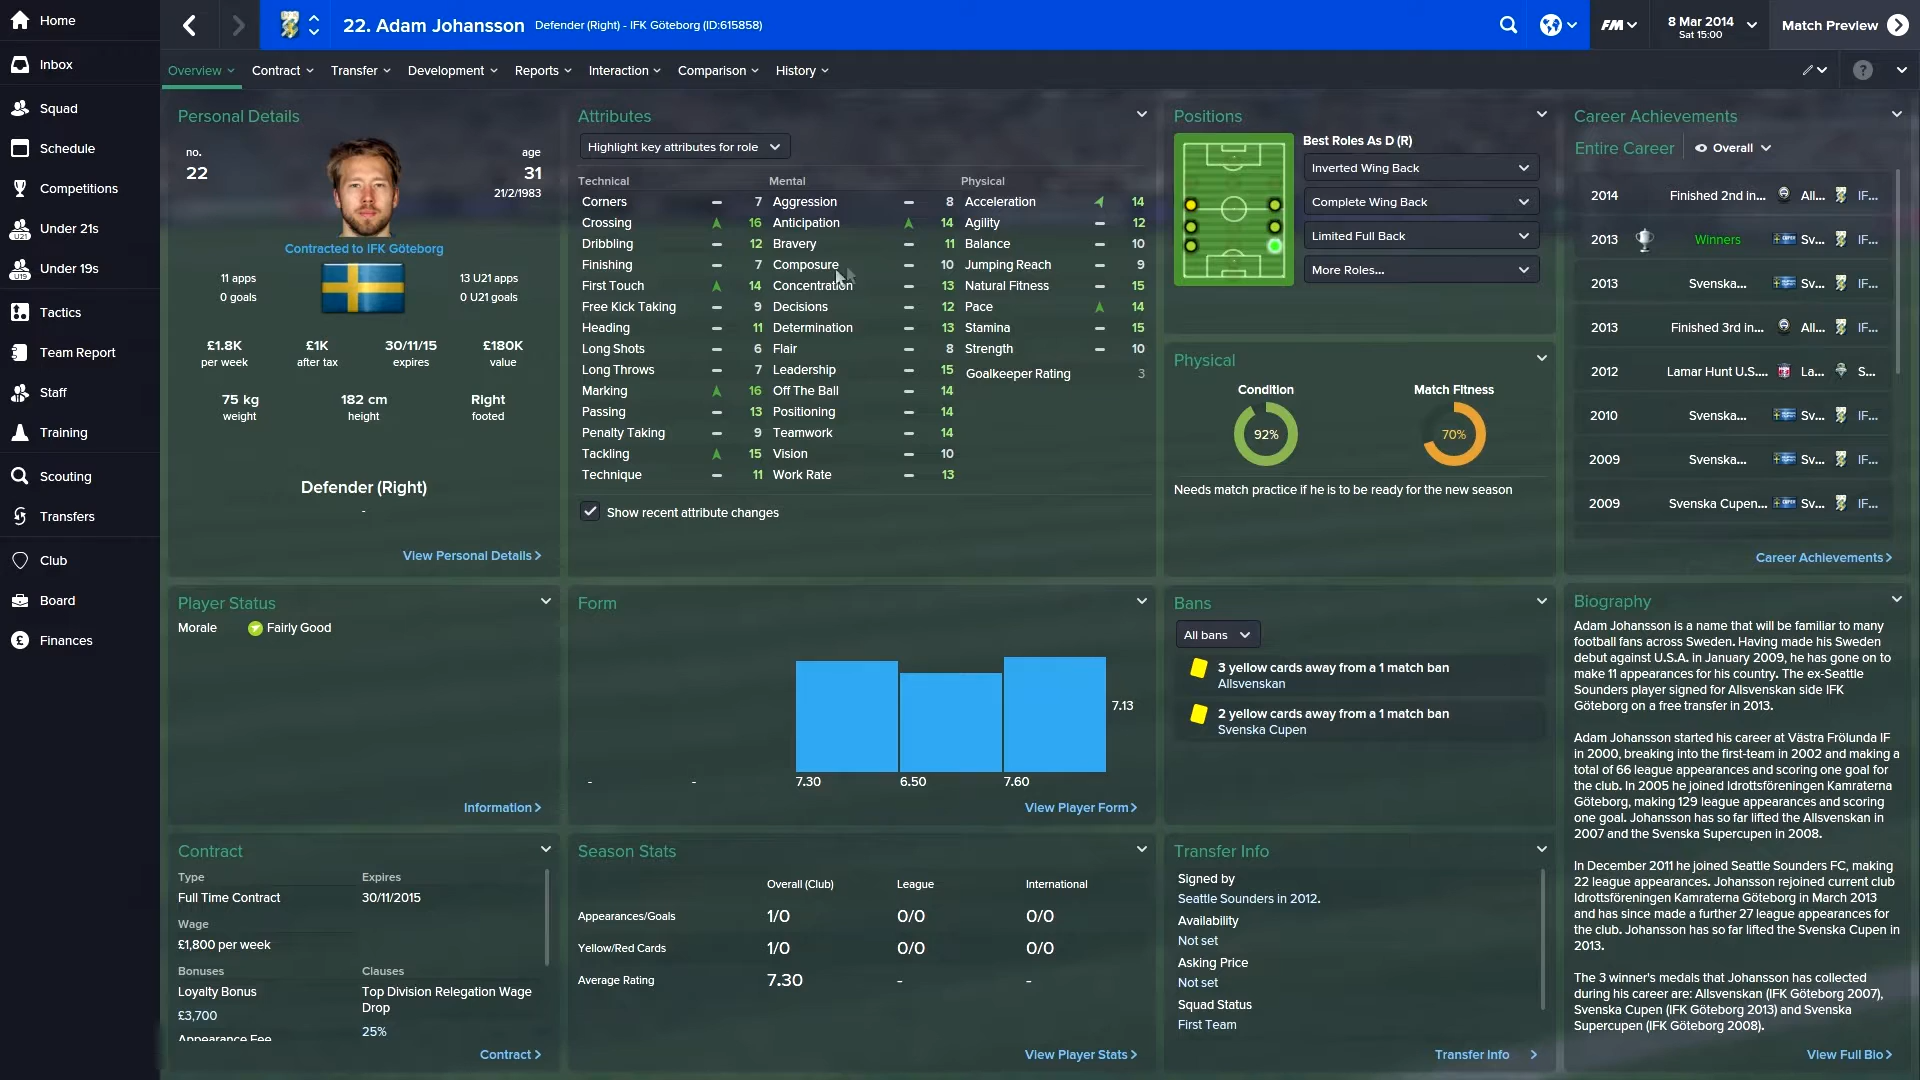 Home
Inbox
Squad
Schedule
Competitions
U21
Under 21s
U19
Under 19s
Tactics
Team Report
Staff
Training
Scouting
Transfers
Club
Board
Finances
22. Adam Johansson
Defender (Right) - IFK Göteborg (ID:615858)
FM
8 Mar 2014
Sat 15:00
Match Preview
Overview
Contract
Transfer
Development
Reports
Interaction
Comparison
History
?
Personal Details
no.
22
age
31
21/2/1983
Contracted to IFK Göteborg
11 apps
0 goals
13 U21 apps
0 U21 goals
£1.8K
per week
£1K
after tax
30/11/15
expires
£180K
value
75 kg
weight
182 cm
height
Right
footed
Defender (Right)
-
View Personal Details >
Attributes
Highlight key attributes for role
Technical Mental Physical
Corners - 7 Aggression - 8 Acceleration 14
Crossing 16 Anticipation 14 Agility - 12
Dribbling - 12 Bravery - 11 Balance - 10
Finishing - 7 Composure - 10 Jumping Reach - 9
First Touch 14 Concentration - 13 Natural Fitness - 15
Free Kick Taking - 9 Decisions - 12 Pace 14
Heading - 11 Determination - 13 Stamina - 15
Long Shots - 6 Flair - 8 Strength - 10
Long Throws - 7 Leadership - 15 Goalkeeper Rating 3
Marking 16 Off The Ball - 14
Passing - 13 Positioning - 14
Penalty Taking - 9 Teamwork - 14
Tackling 15 Vision - 10
Technique - 11 Work Rate - 13
Show recent attribute changes
Positions
Best Roles As D (R)
Inverted Wing Back
Complete Wing Back
Limited Full Back
More Roles...
Physical
Condition
92%
Match Fitness
70%
Needs match practice if he is to be ready for the new season
Career Achievements
Entire Career
Overall
2014 Finished 2nd in... All... IF...
2013 Winners Sv... IF...
2013 Svenska... Sv... IF...
2013 Finished 3rd in... All... IF...
2012 Lamar Hunt U.S.... La... S...
2010 Svenska... Sv... IF...
2009 Svenska... Sv... IF...
2009 Svenska Cupen... Sv... IF...
Career Achievements >
Player Status
Morale Fairly Good
Information >
Form
7.13
- - 7.30 6.50 7.60
View Player Form >
Bans
All bans
3 yellow cards away from a 1 match ban
Allsvenskan
2 yellow cards away from a 1 match ban
Svenska Cupen
Biography
Adam Johansson is a name that will be familiar to many
football fans across Sweden. Having made his Sweden
debut against U.S.A. in January 2009, he has gone on to
make 11 appearances for his country. The ex-Seattle
Sounders player signed for Allsvenskan side IFK
Göteborg on a free transfer in 2013.
Adam Johansson started his career at Västra Frölunda IF
in 2000, breaking into the first-team in 2002 and making a
total of 66 league appearances and scoring one goal for
the club. In 2005 he joined Idrottsföreningen Kamraterna
Göteborg, making 129 league appearances and scoring
one goal. Johansson has so far lifted the Allsvenskan in
2007 and the Svenska Supercupen in 2008.
In December 2011 he joined Seattle Sounders FC, making
22 league appearances. Johansson rejoined current club
Idrottsföreningen Kamraterna Göteborg in March 2013
and has since made a further 27 league appearances for
the club. Johansson has so far lifted the Svenska Cupen in
2013.
The 3 winner's medals that Johansson has collected
during his career are: Allsvenskan (IFK Göteborg 2007),
Svenska Cupen (IFK Göteborg 2013) and Svenska
Supercupen (IFK Göteborg 2008).
View Full Bio >
Contract
Type
Full Time Contract
Expires
30/11/2015
Wage
£1,800 per week
Bonuses
Loyalty Bonus
£3,700
Appearance Fee
Clauses
Top Division Relegation Wage
Drop
25%
Contract >
Season Stats
Overall (Club) League International
Appearances/Goals 1/0 0/0 0/0
Yellow/Red Cards 1/0 0/0 0/0
Average Rating 7.30 - -
View Player Stats >
Transfer Info
Signed by
Seattle Sounders in 2012.
Availability
Not set
Asking Price
Not set
Squad Status
First Team
Transfer Info >